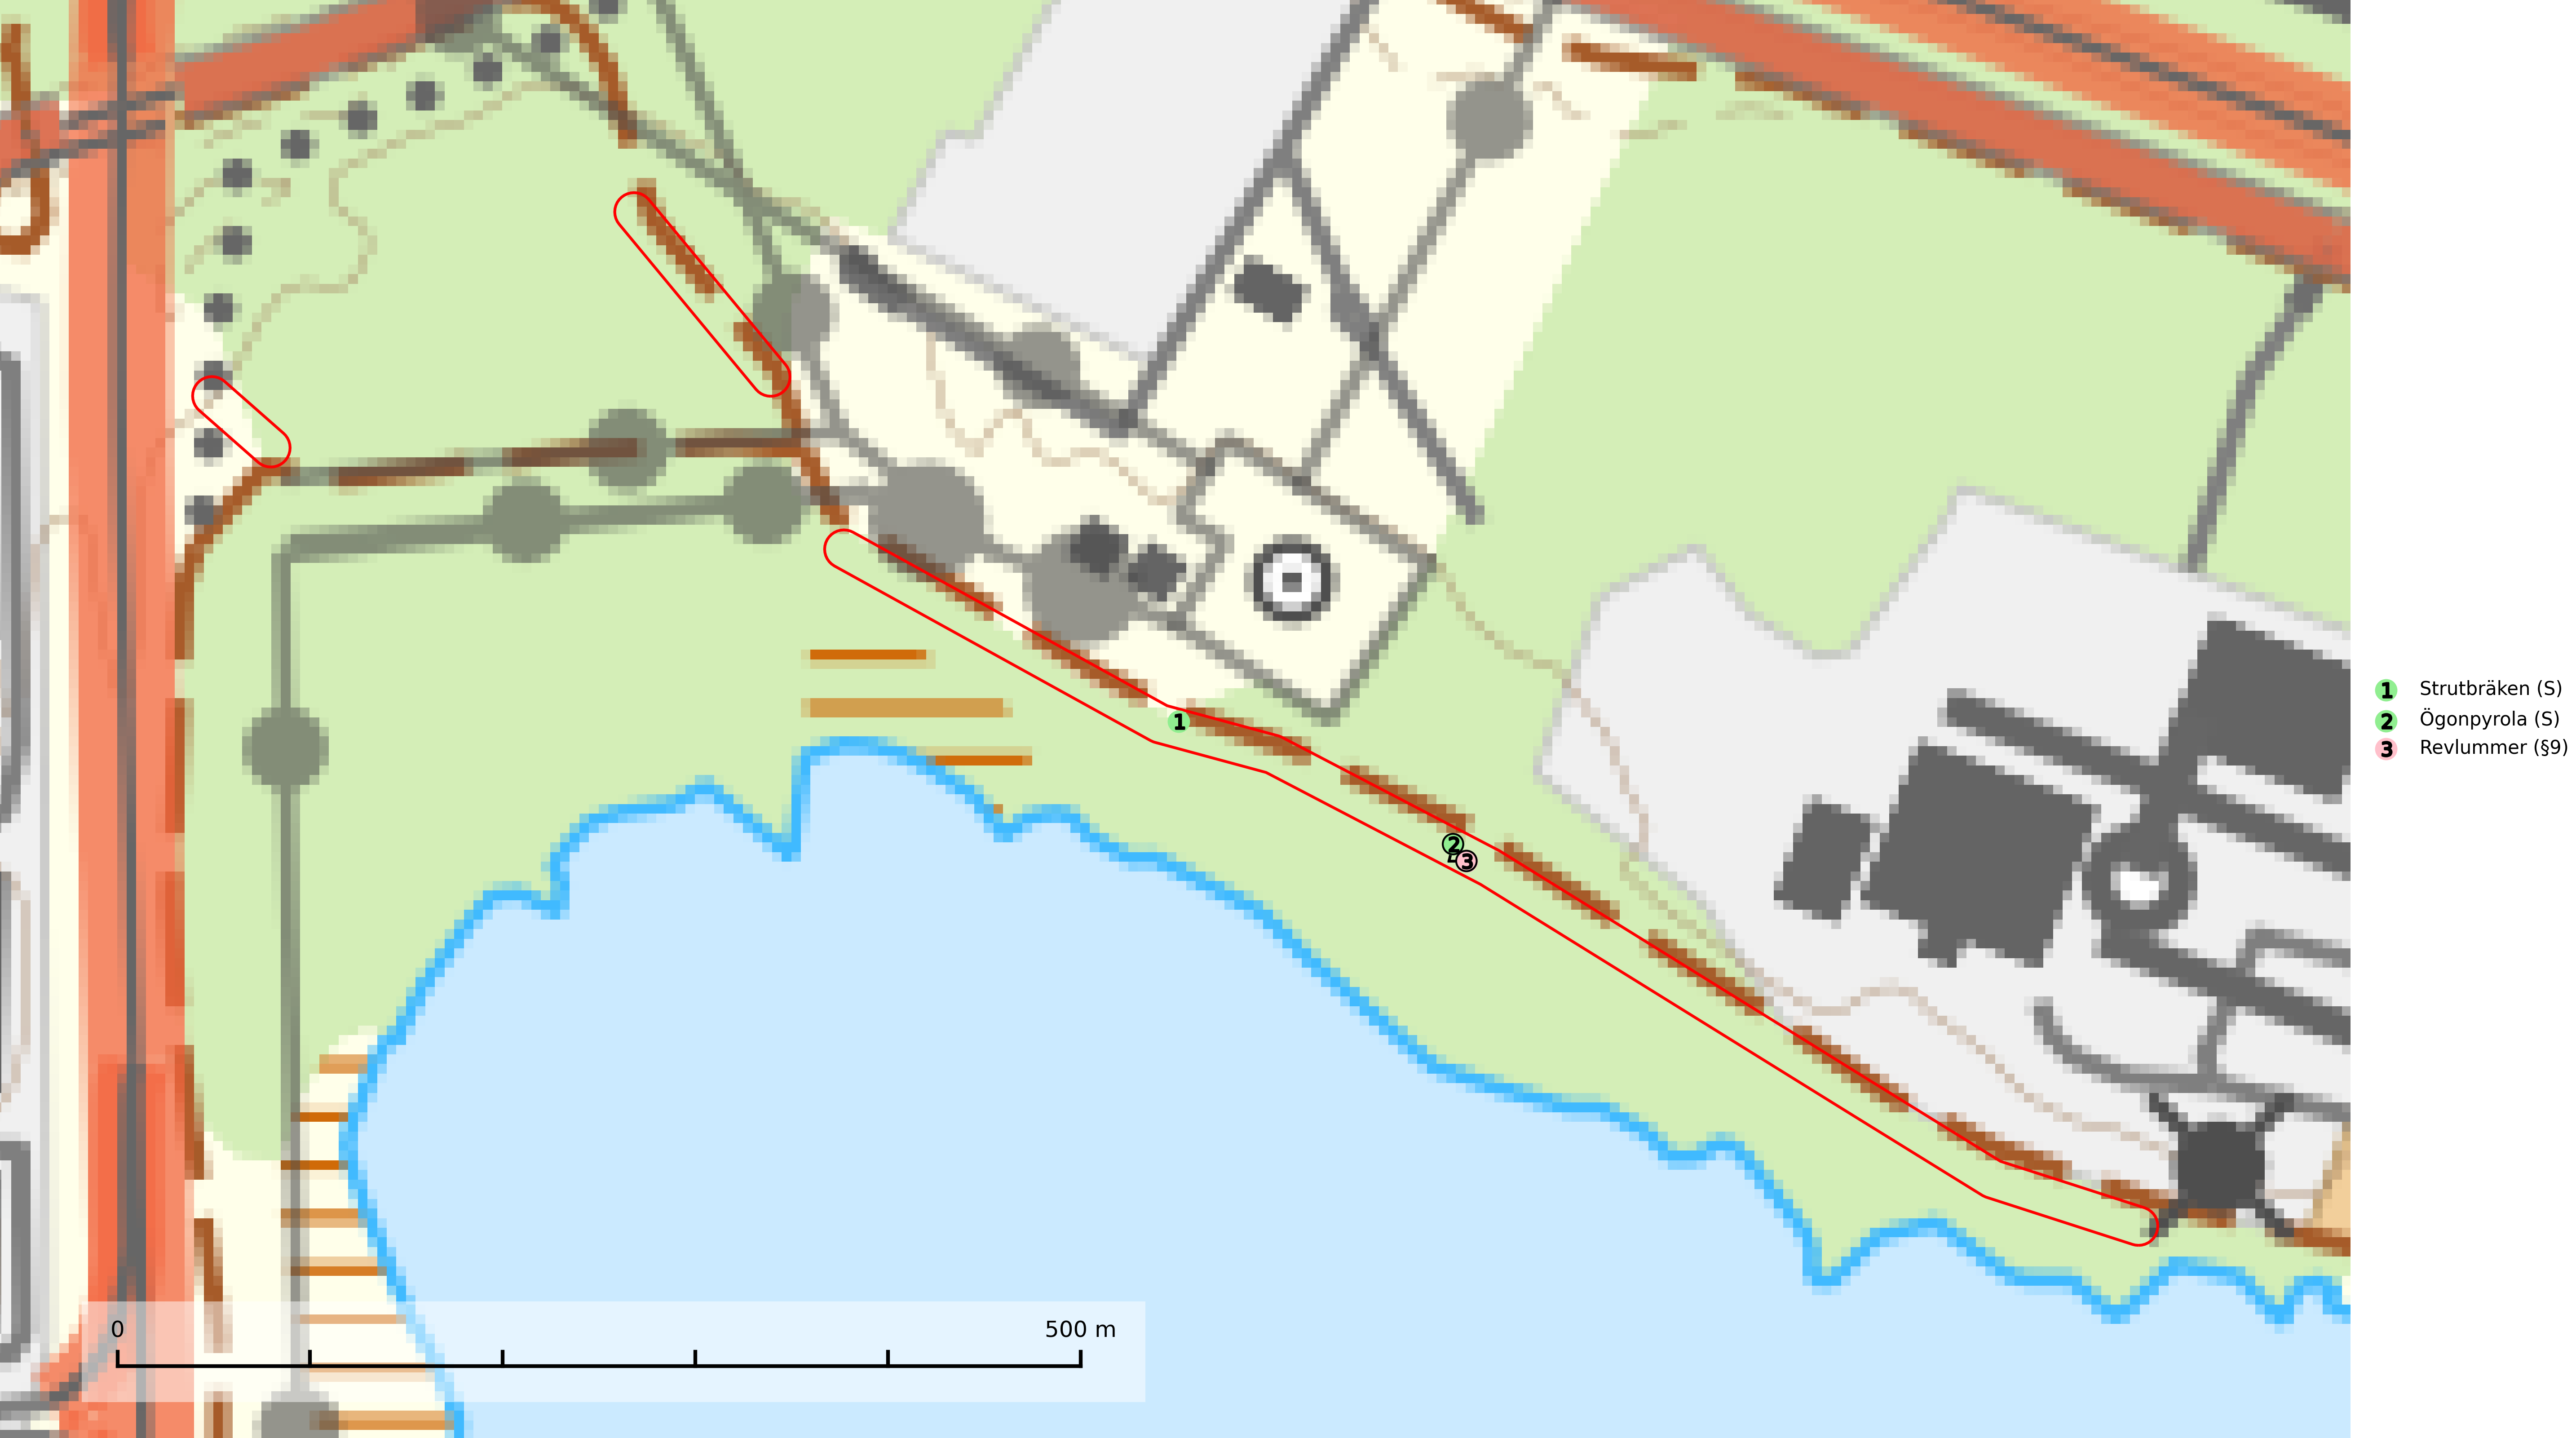 1
2
3
1 Strutbräken (S)
2 Ögonpyrola (S)
3 Revlummer (§9)
0 500 m